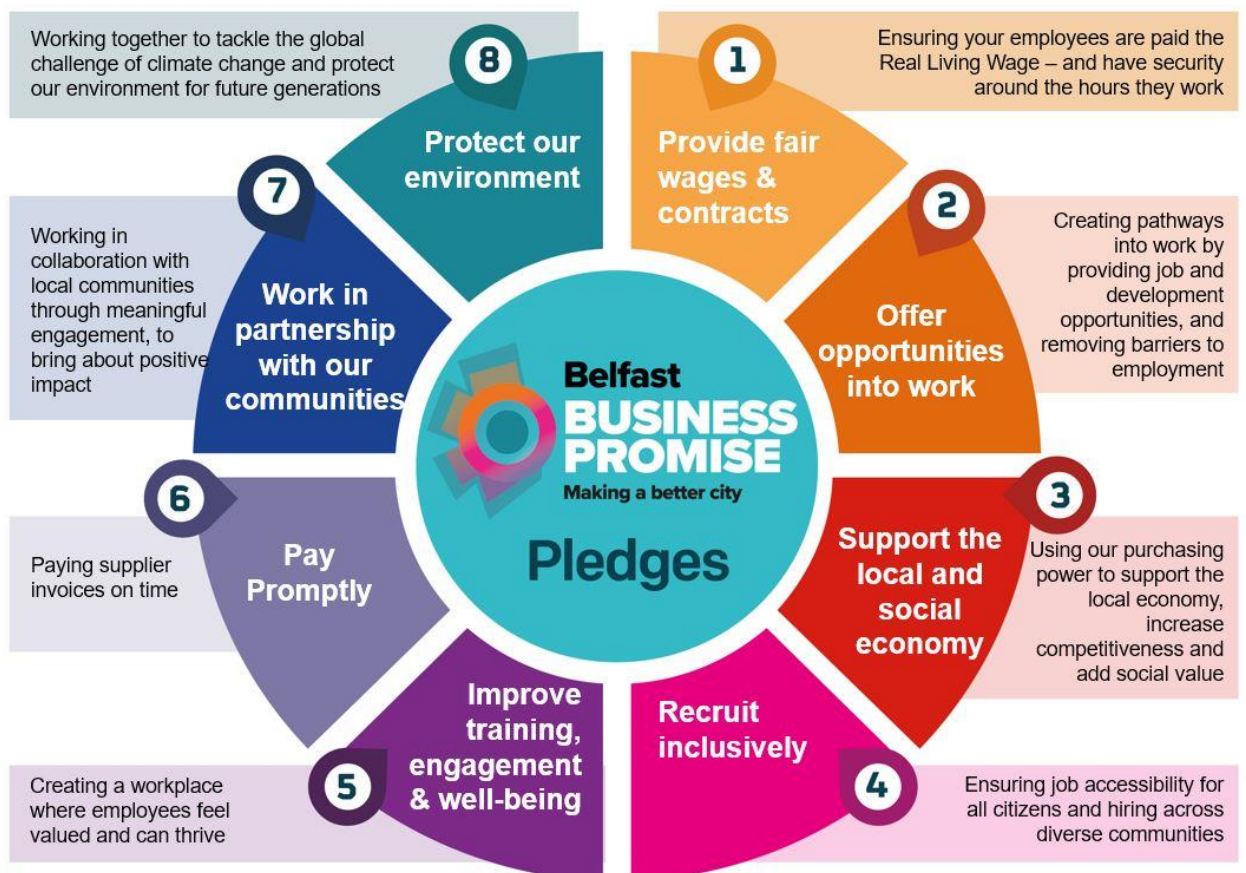 Belfast
BUSINESS
PROMISE
Making a better city
Pledges
1
Provide fair
wages &
contracts
Ensuring your employees are paid the
Real Living Wage – and have security
around the hours they work
2
Offer
opportunities
into work
Creating pathways
into work by
providing job and
development
opportunities, and
removing barriers to
employment
3
Support the
local and
social
economy
Using our purchasing
power to support the
local economy,
increase
competitiveness and
add social value
4
Recruit
inclusively
Ensuring job accessibility for
all citizens and hiring across
diverse communities
5
Improve
training,
engagement
& well-being
Creating a workplace
where employees feel
valued and can thrive
6
Pay
Promptly
Paying supplier
invoices on time
7
Work in
partnership
with our
communities
Working in
collaboration with
local communities
through meaningful
engagement, to
bring about positive
impact
8
Protect our
environment
Working together to tackle the global
challenge of climate change and protect
our environment for future generations